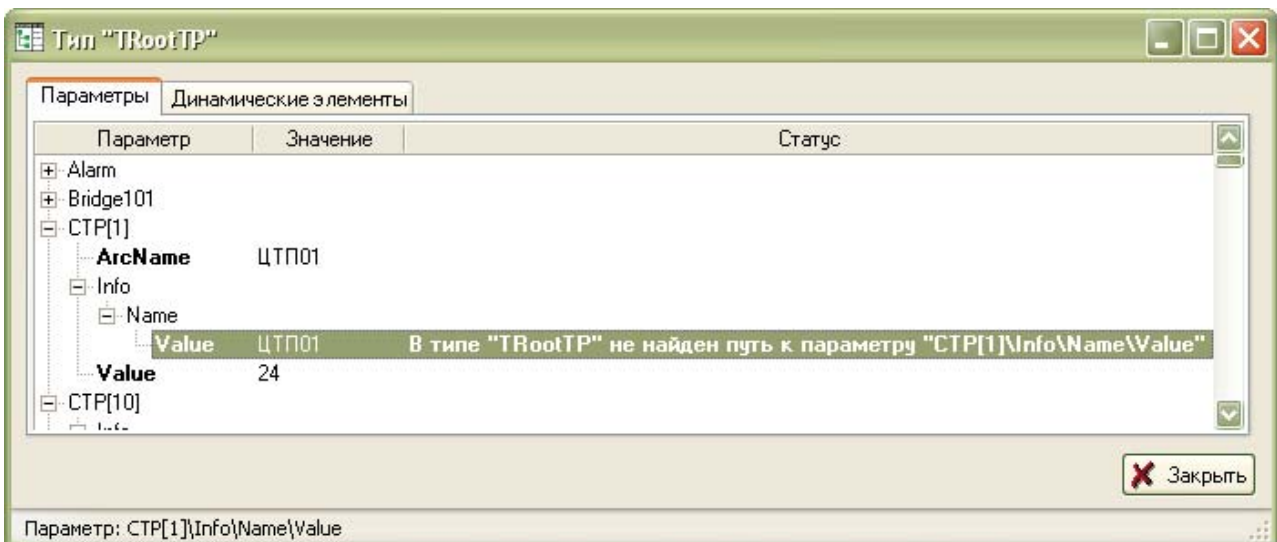 Тип "TRootTP"
Параметры Динамические элементы
Параметр Значение Статус
Alarm
Bridge101
CTP[1]
ArcName ЦТП01
Info
Name
Value ЦТП01 В типе "TRootTP" не найден путь к параметру "CTP[1]\Info\Name\Value"
Value 24
CTP[10]
Закрыть
Параметр: CTP[1]\Info\Name\Value